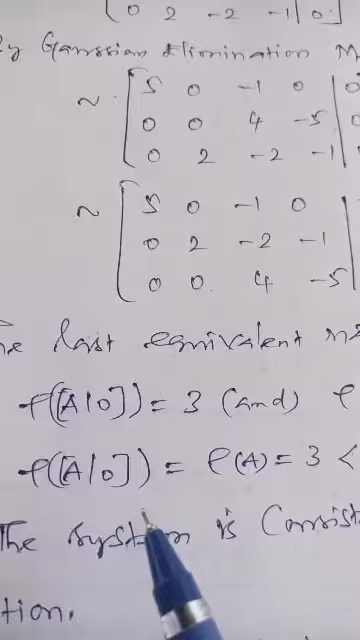 0 2 -2 -1 | 0
By Gaussian Elimination M
~ [ 5 0 -1 0 | 0
0 0 4 -5 | 0
0 2 -2 -1 |
~ [ 5 0 -1 0 |
0 2 -2 -1 |
0 0 4 -5 |
last equivalent
ρ([A|0]) = 3 (and) ρ
ρ([A|0]) = ρ(A) = 3 <
The system is Consist
tion.